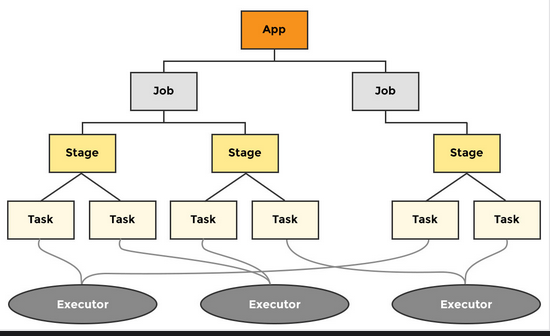 App
Job
Job
Stage
Stage
Stage
Task
Task
Task
Task
Task
Task
Executor
Executor
Executor